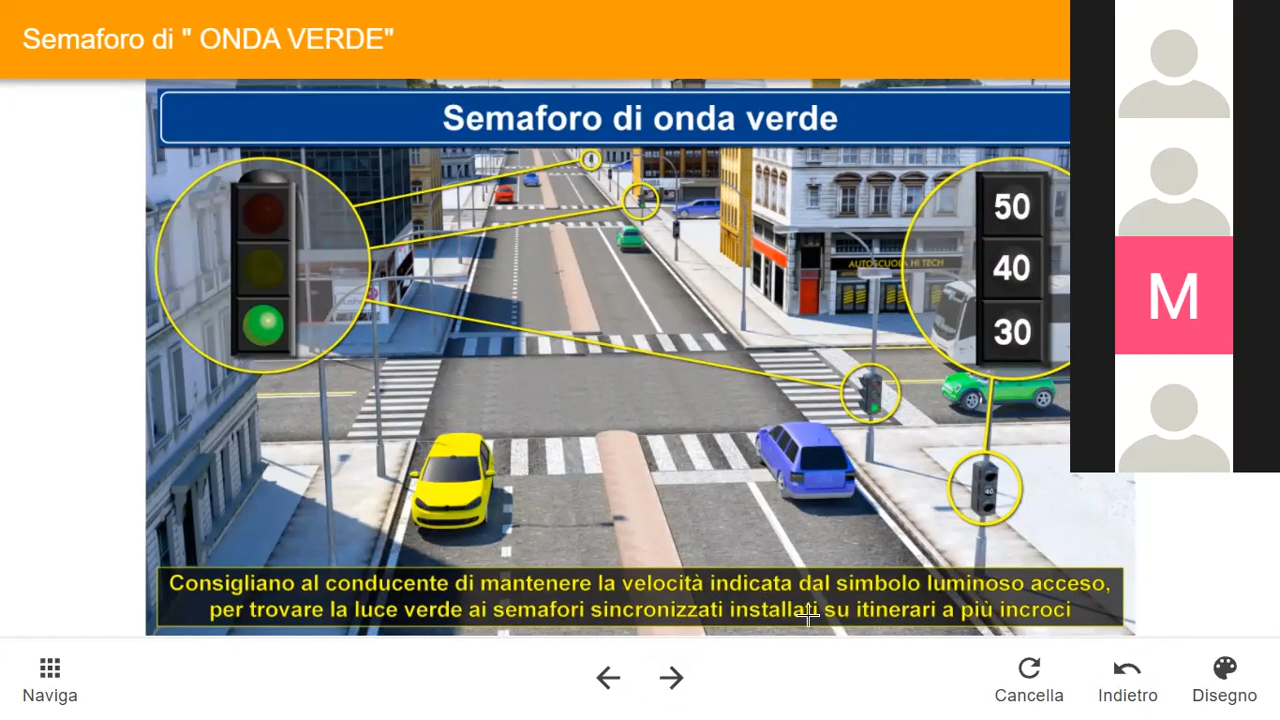 Semaforo di " ONDA VERDE"
Semaforo di onda verde
50
40
30
AUTOSCUOLA HI TECH
40
M
Consigliano al conducente di mantenere la velocità indicata dal simbolo luminoso acceso,
per trovare la luce verde ai semafori sincronizzati installati su itinerari a più incroci
Naviga
Cancella
Indietro
Disegno